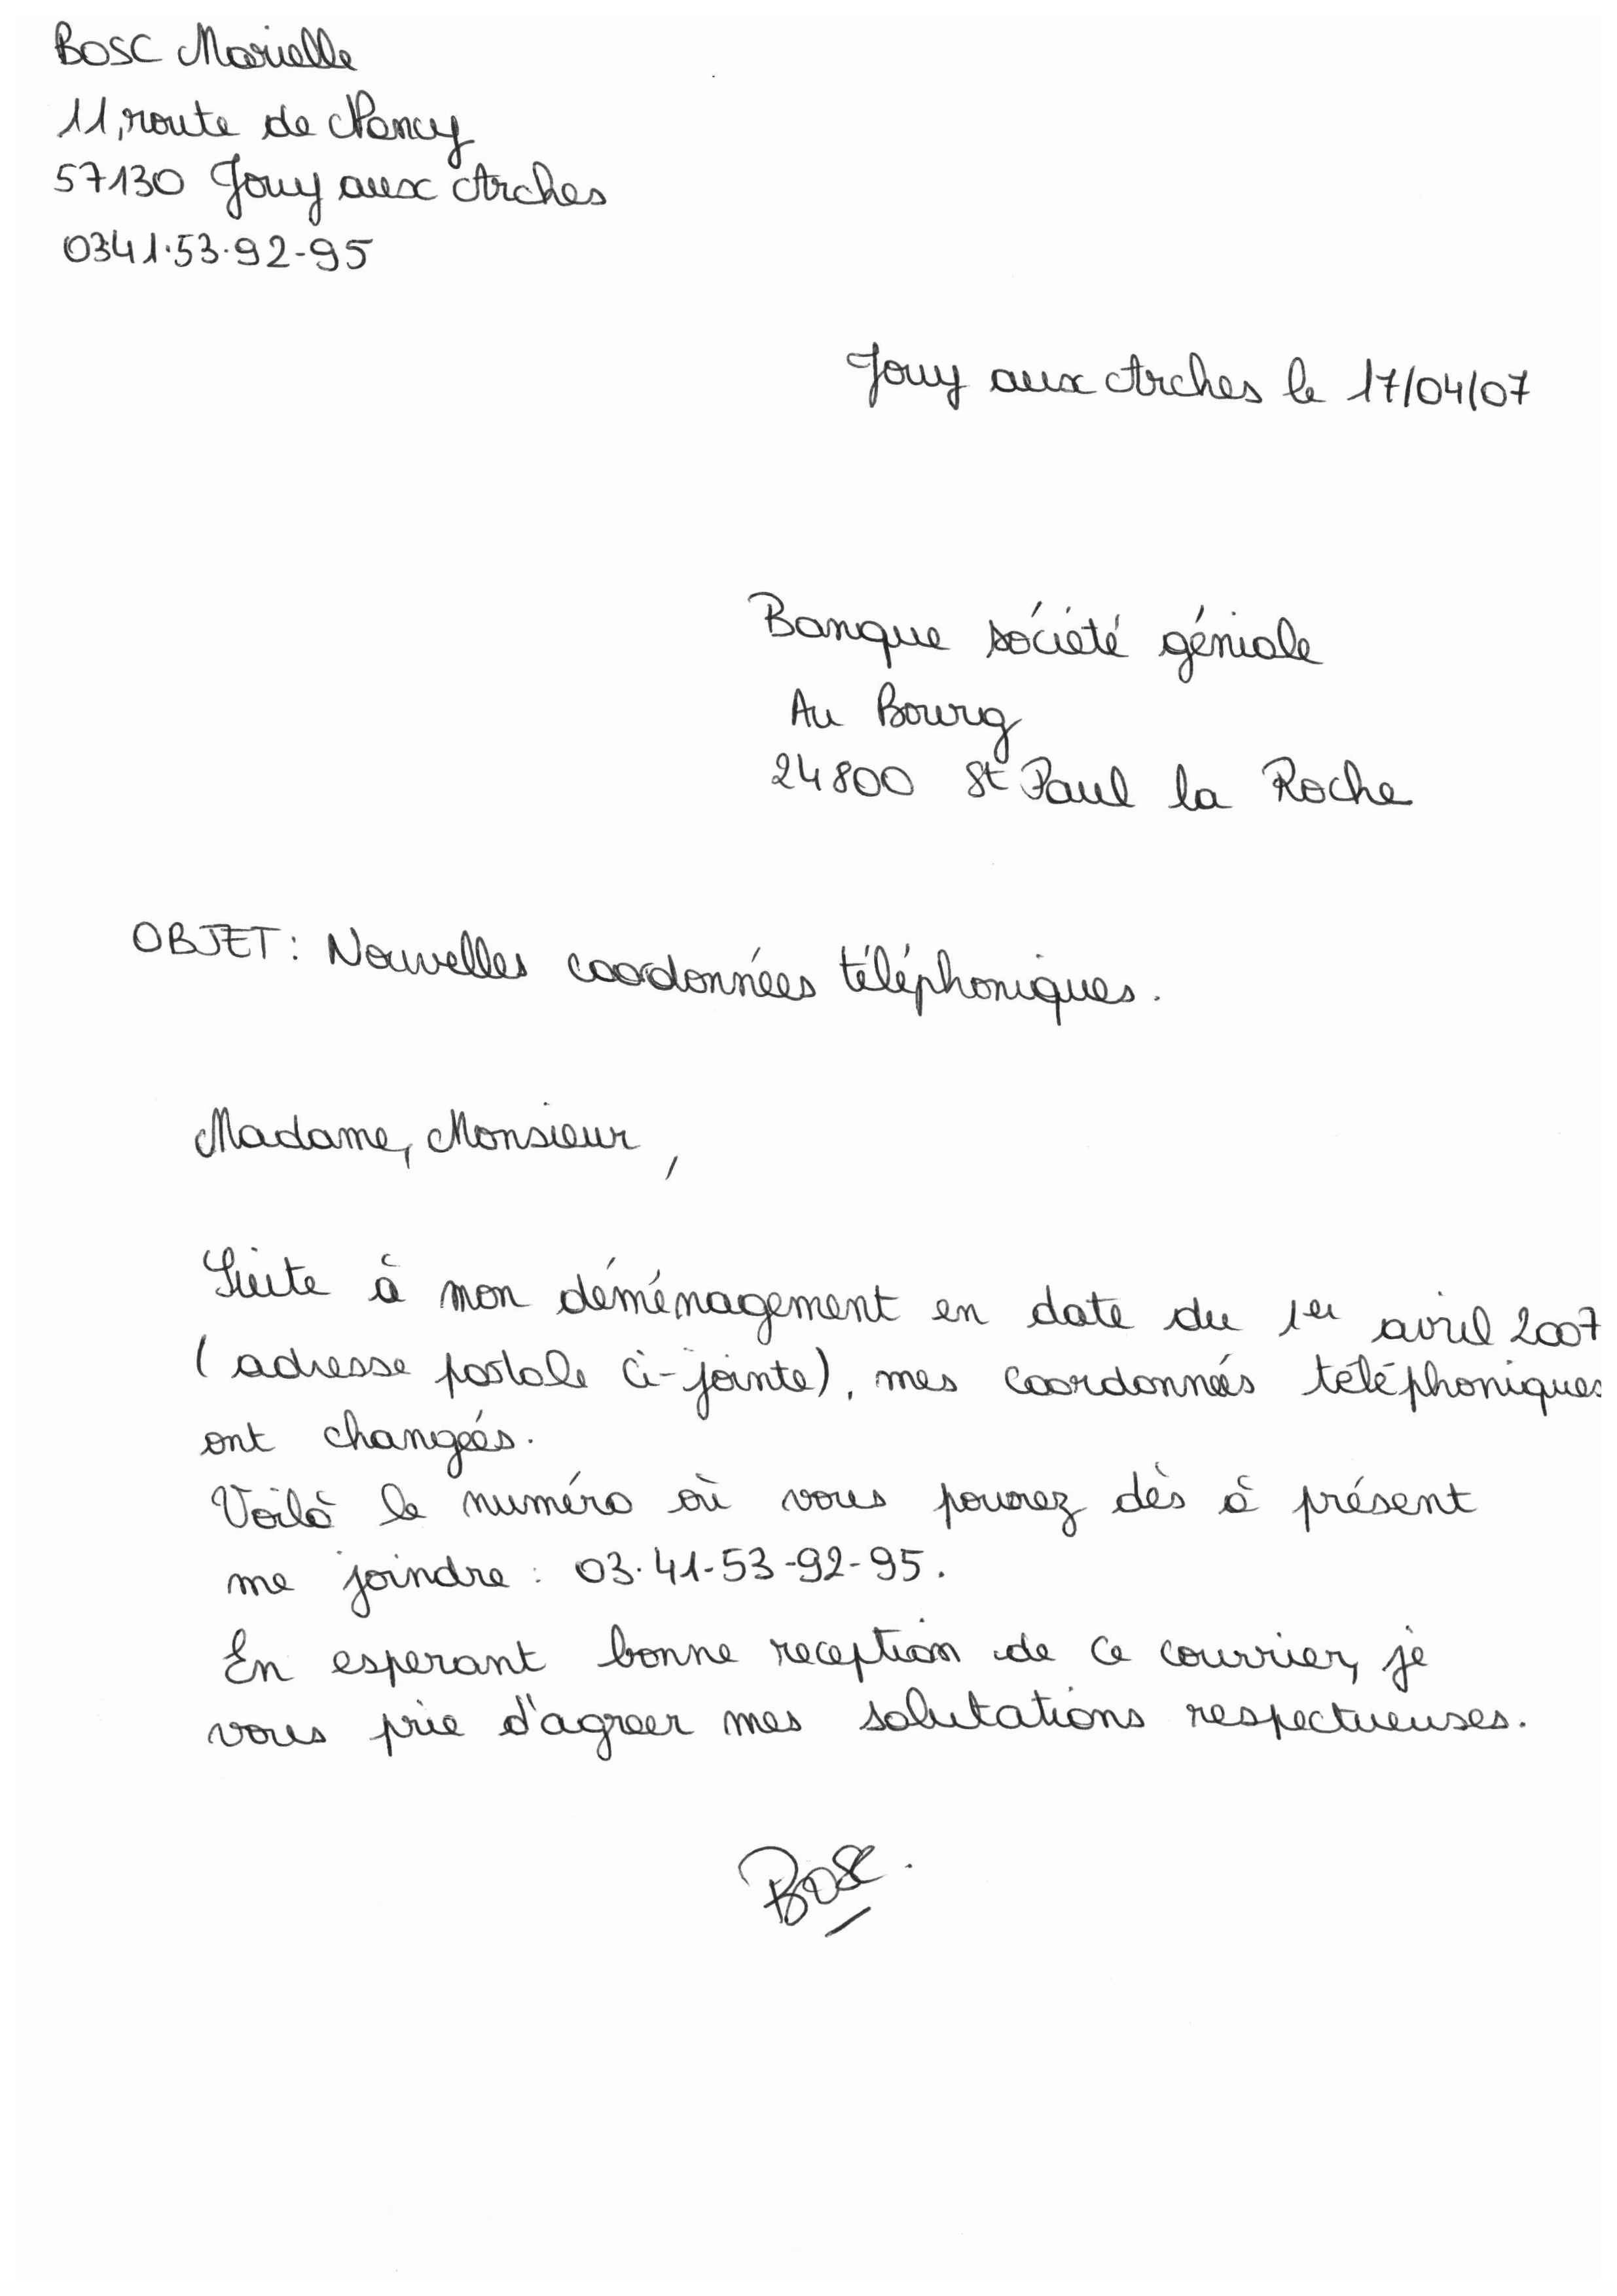 BOSC Marielle
11, route de Nancy
57130 Jouy aux Arches
0341.53.92-95
Jouy aux Arches le 17/04/07
Banque société géniale
Au Bourg
24800 St Paul la Roche
OBJET : Nouvelles coordonnées téléphoniques.
Madame, Monsieur,
Suite à mon déménagement en date du 1er avril 2007
(adresse postale ci-jointe), mes coordonnées téléphoniques
ont changées.
Voilà le numéro où vous pourrez dès à présent
me joindre : 03.41-53-92-95.
En esperant bonne reception de ce courrier, je
vous prie d'agreer mes salutations respectueuses.
BOSC.